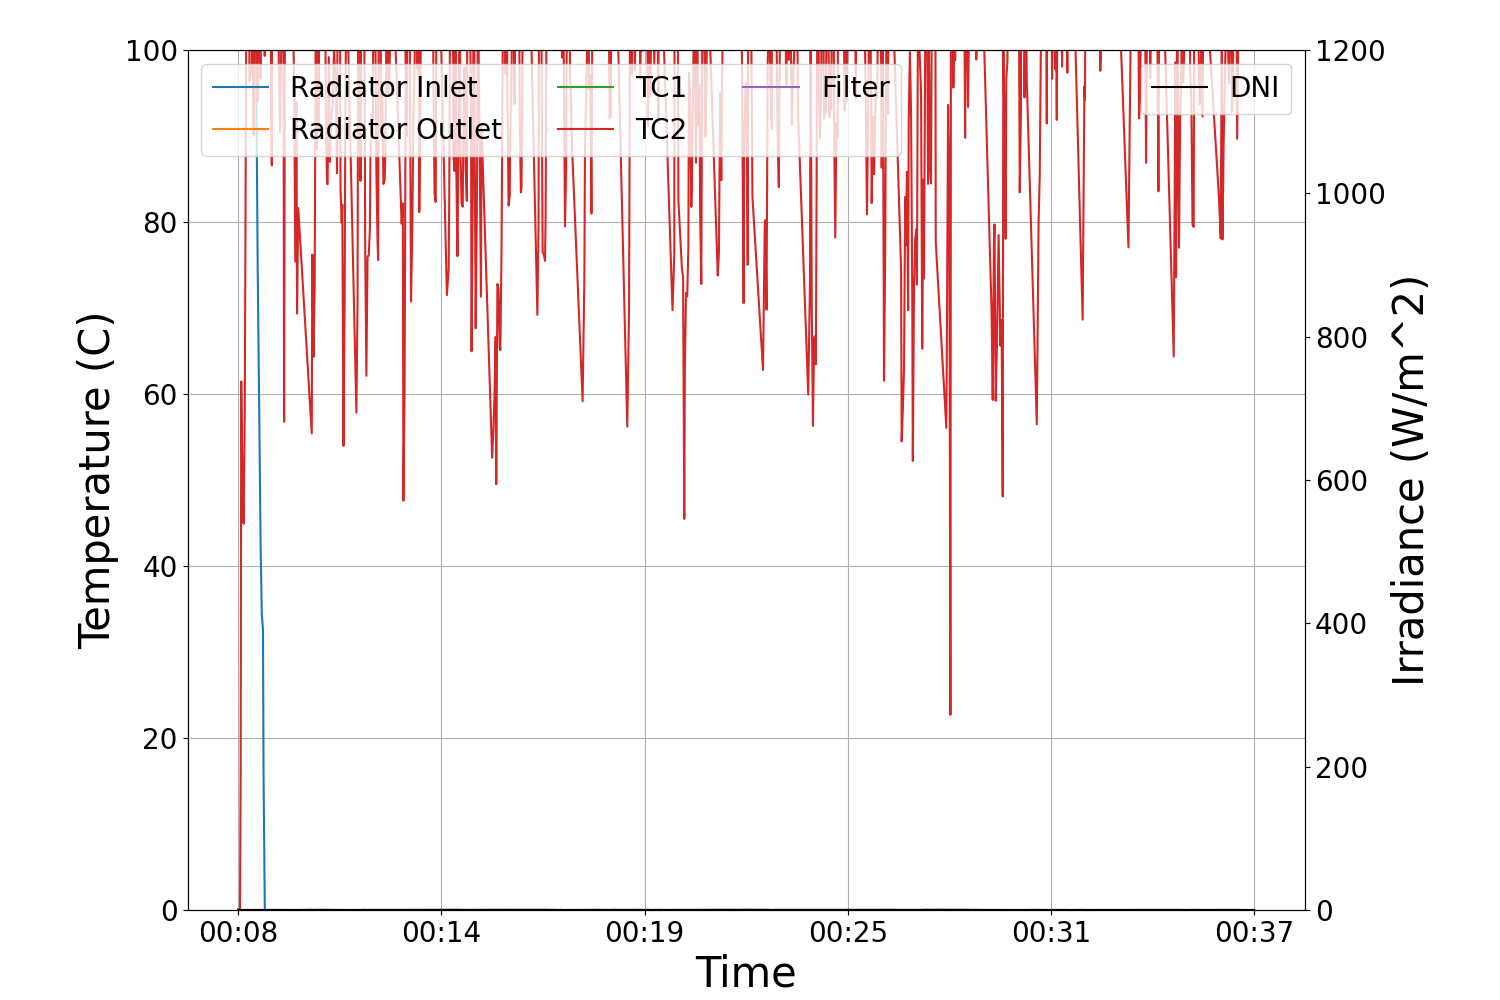 100
80
60
40
20
0
Temperature (C)
Radiator Inlet
Radiator Outlet
TC1
TC2
Filter
DNI
1200
1000
800
600
400
200
0
Irradiance (W/m^2)
00:08
00:14
00:19
00:25
00:31
00:37
Time